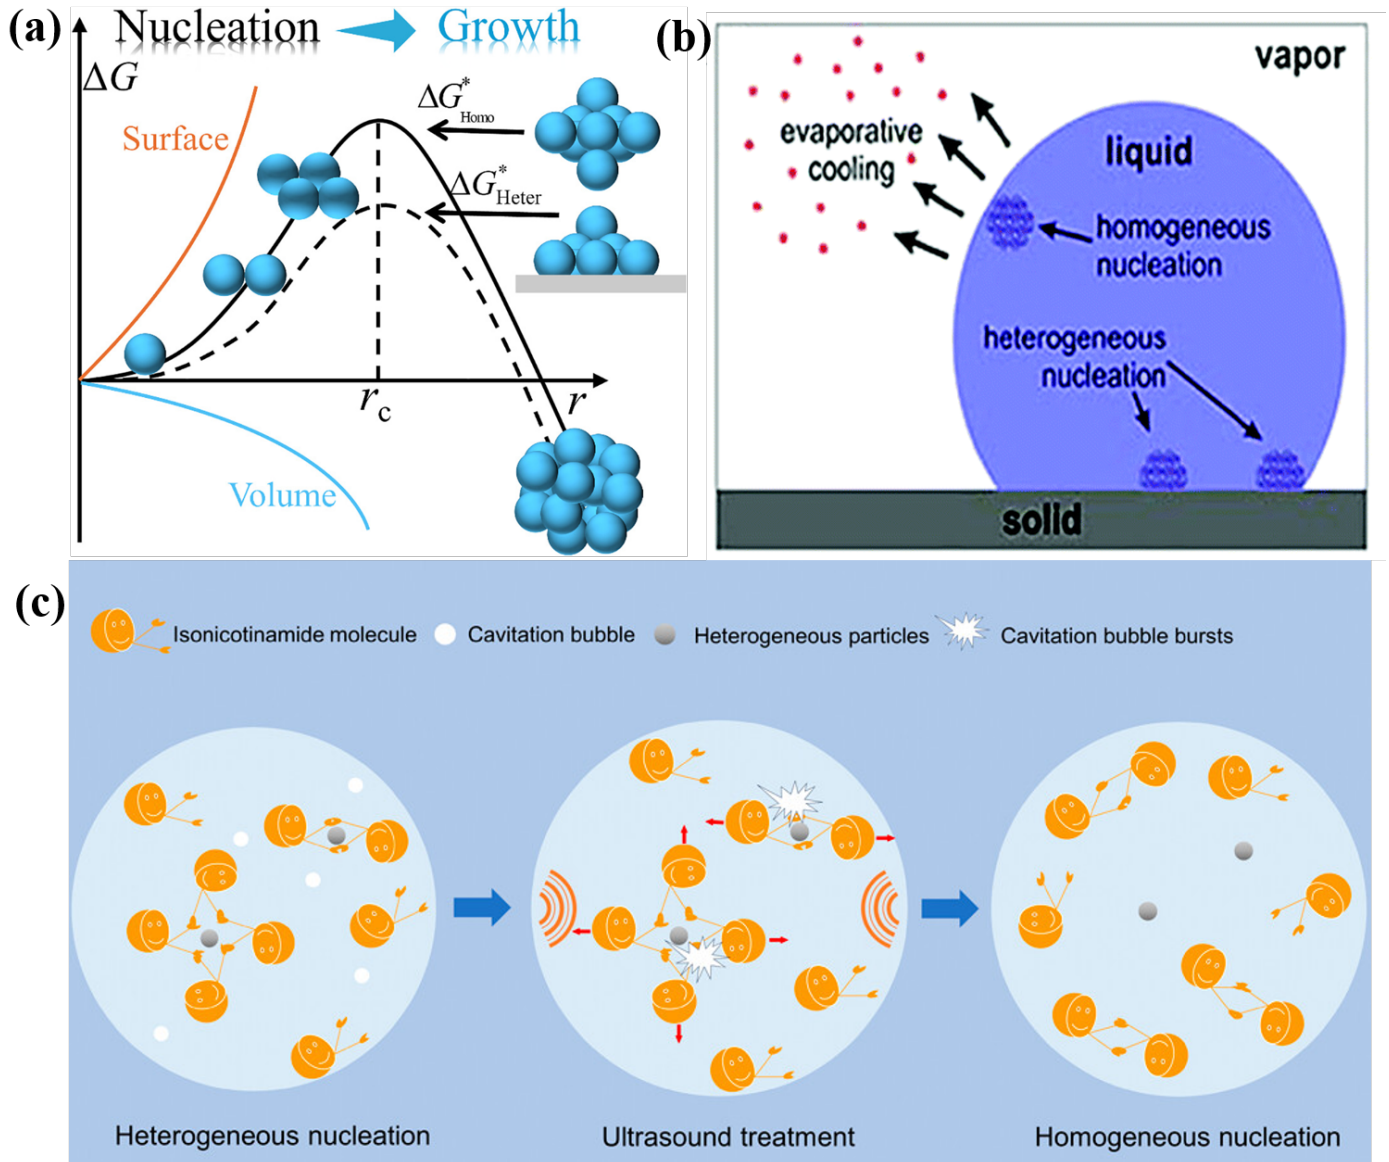 (a)
Nucleation
Growth
ΔG
Surface
ΔG*Homo
ΔG*Heter
rc
r
Volume
(b)
vapor
evaporative
cooling
liquid
homogeneous
nucleation
heterogeneous
nucleation
solid
(c)
Isonicotinamide molecule
Cavitation bubble
Heterogeneous particles
Cavitation bubble bursts
Heterogeneous nucleation
Ultrasound treatment
Homogeneous nucleation